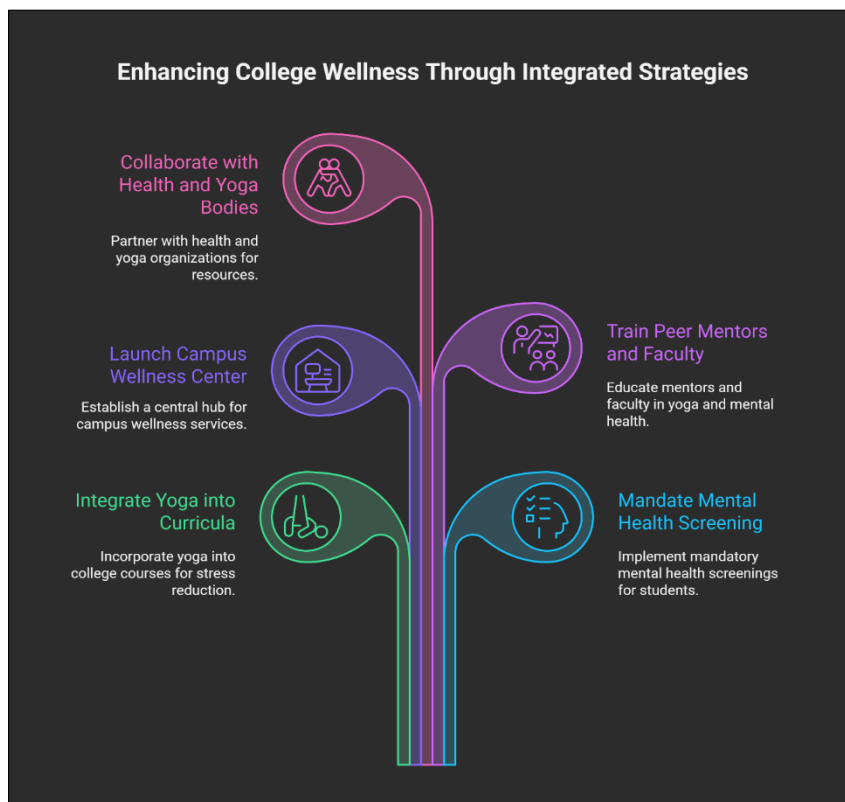 Enhancing College Wellness Through Integrated Strategies
Collaborate with
Health and Yoga
Bodies
Partner with health and
yoga organizations for
resources.
Launch Campus
Wellness Center
Establish a central hub for
campus wellness services.
Train Peer Mentors
and Faculty
Educate mentors and
faculty in yoga and mental
health.
Integrate Yoga into
Curricula
Incorporate yoga into
college courses for stress
reduction.
Mandate Mental
Health Screening
Implement mandatory
mental health screenings
for students.